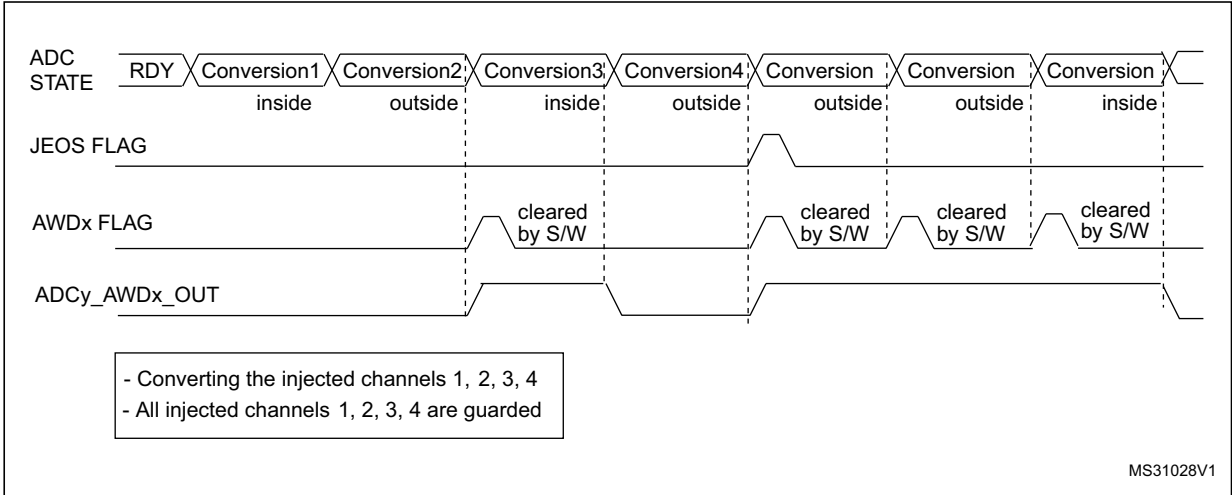 ADC
STATE
RDY Conversion1 Conversion2 Conversion3 Conversion4 Conversion Conversion Conversion
inside outside inside outside outside outside inside
JEOS FLAG
AWDx FLAG
cleared by S/W
cleared by S/W
cleared by S/W
cleared by S/W
ADCy_AWDx_OUT
- Converting the injected channels 1, 2, 3, 4
- All injected channels 1, 2, 3, 4 are guarded
MS31028V1